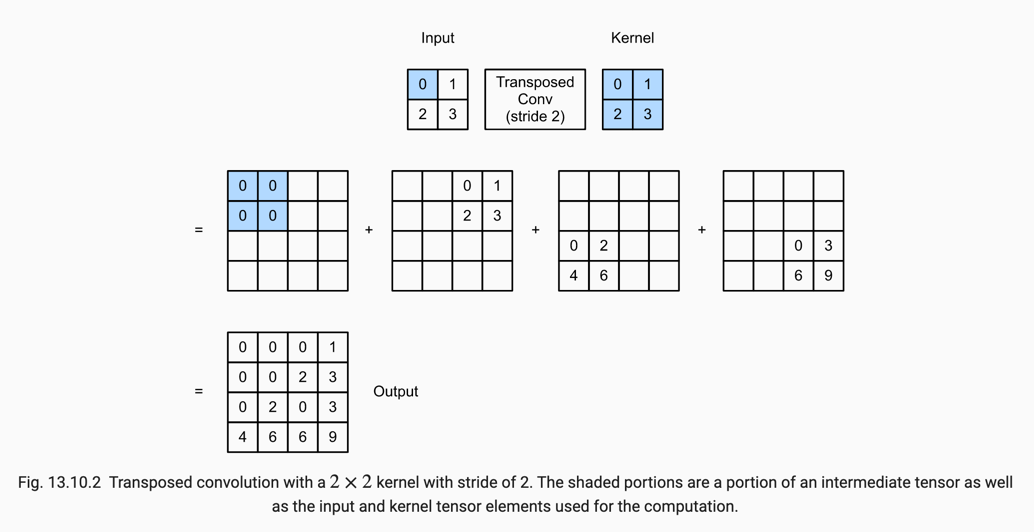 Input Kernel
0 1 Transposed 0 1
Conv
2 3 (stride 2) 2 3
0 0 0 1
0 0 2 3
= + + +
0 2 0 3
4 6 6 9
0 0 0 1
0 0 2 3
= Output
0 2 0 3
4 6 6 9
Fig. 13.10.2 Transposed convolution with a 2 × 2 kernel with stride of 2. The shaded portions are a portion of an intermediate tensor as well
as the input and kernel tensor elements used for the computation.